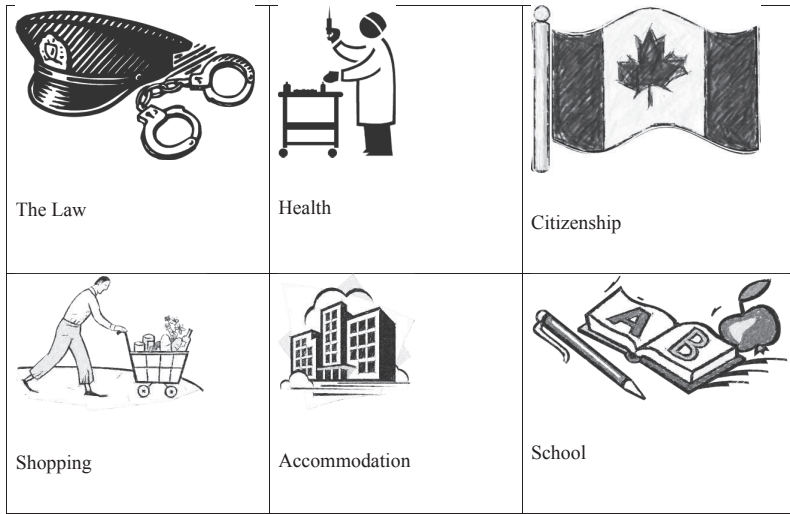 The Law
Health
Citizenship
Shopping
Accommodation
A
B
School